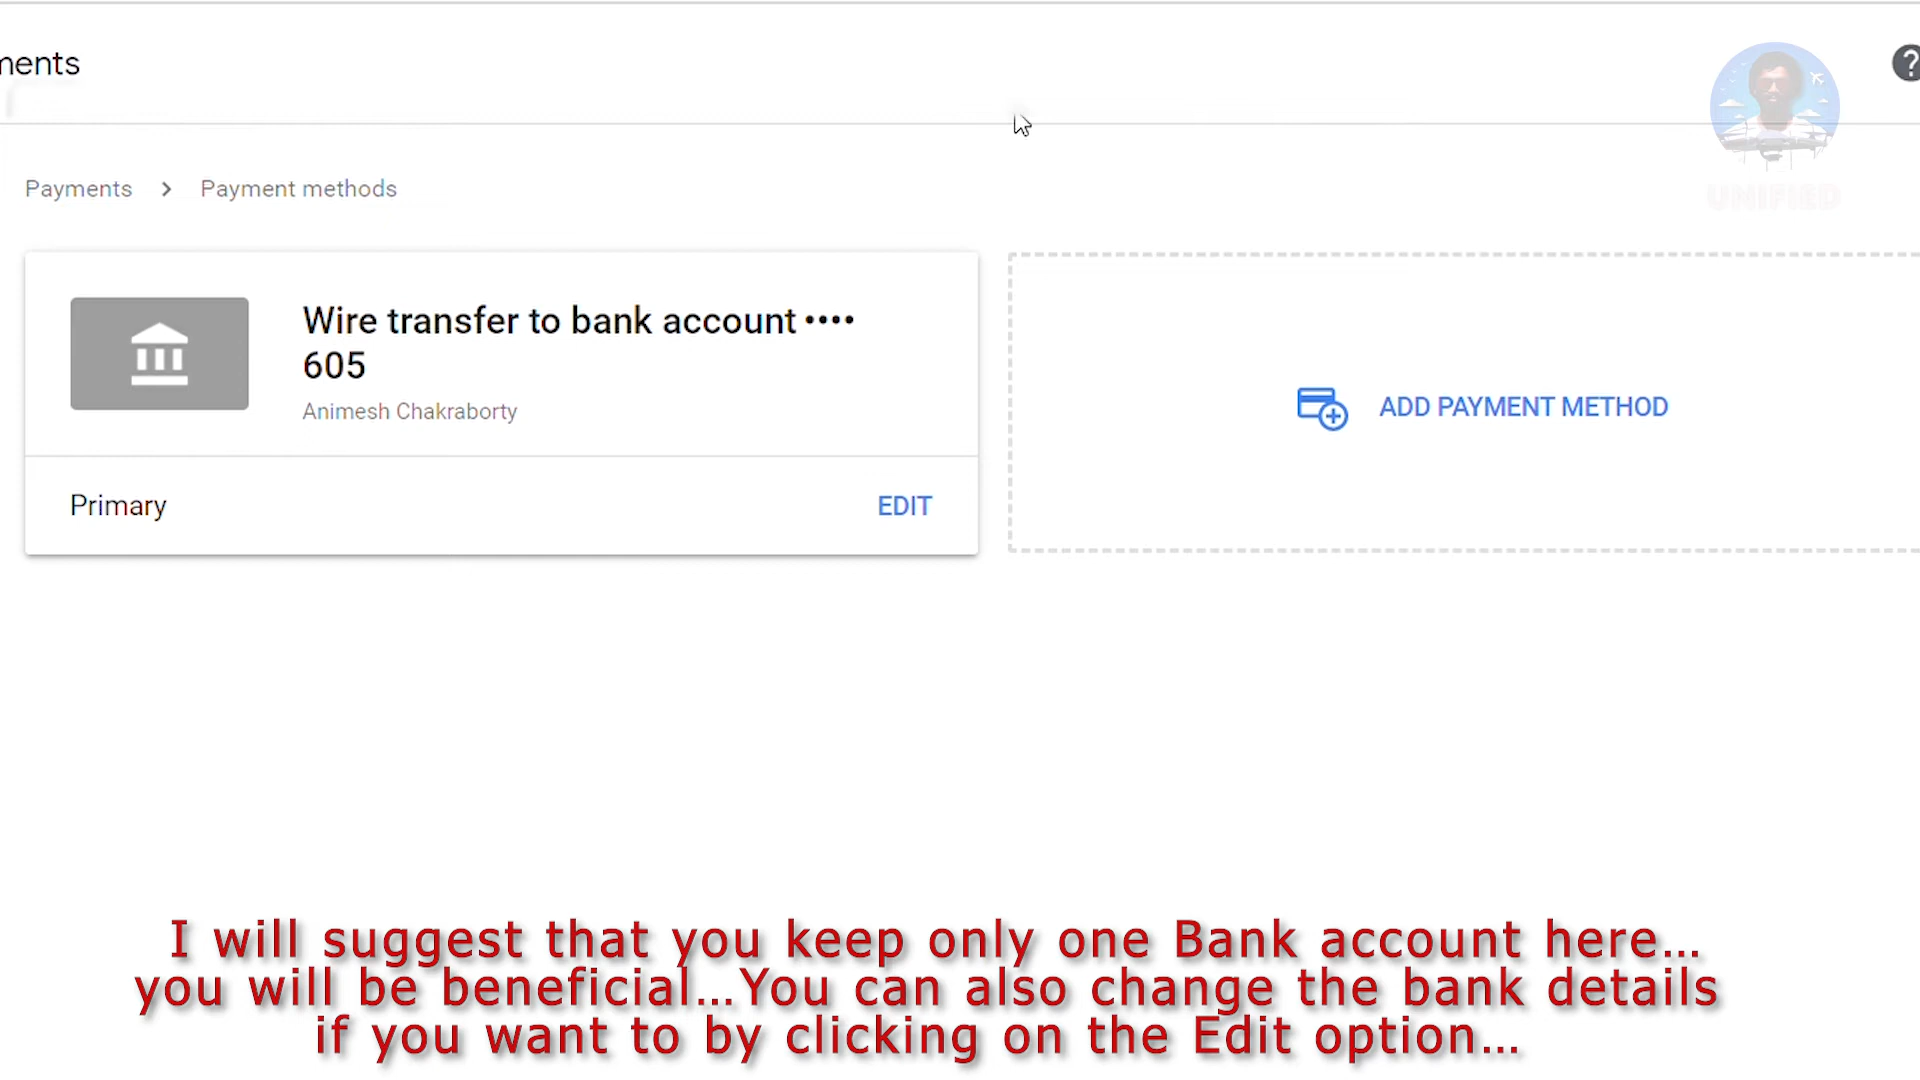 ments
?
UNIFIED
Payments > Payment methods
Wire transfer to bank account ••••
605
Animesh Chakraborty
Primary
EDIT
ADD PAYMENT METHOD
I will suggest that you keep only one Bank account here...
you will be beneficial...You can also change the bank details
if you want to by clicking on the Edit option...